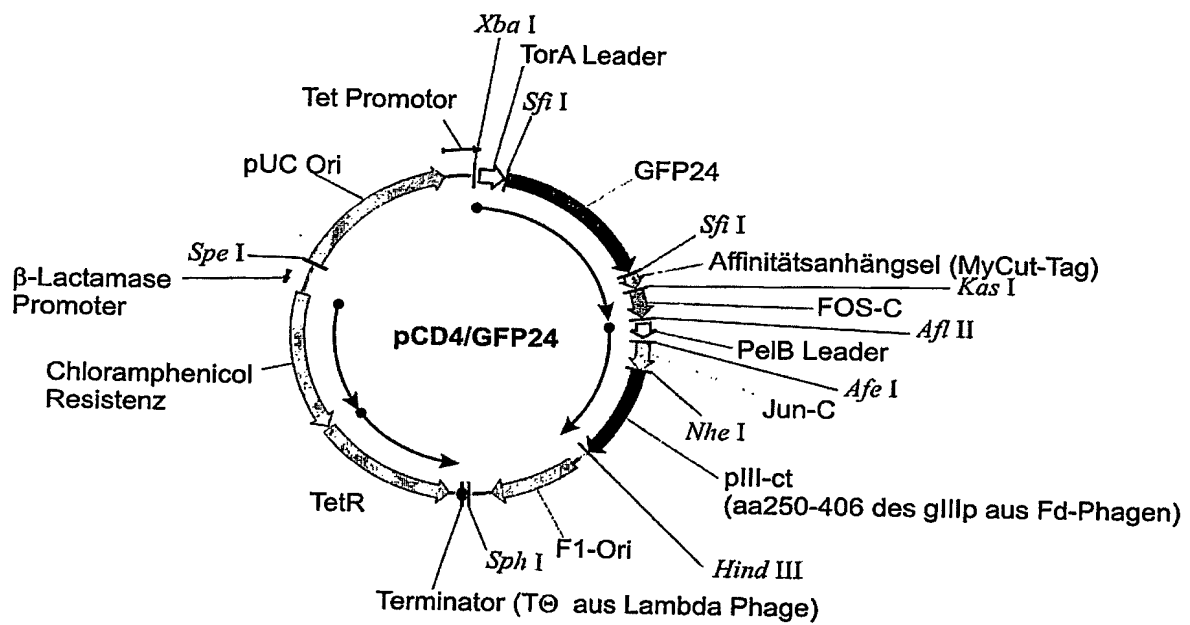 Xba I
TorA Leader
Sfi I
Tet Promotor
pUC Ori
GFP24
Sfi I
Spe I
Affinitätsanhängsel (MyCut-Tag)
Kas I
β-Lactamase
Promoter
FOS-C
Afl II
pCD4/GFP24
PelB Leader
Chloramphenicol
Resistenz
Afe I
Jun-C
Nhe I
pIII-ct
(aa250-406 des gIIIp aus Fd-Phagen)
TetR
F1-Ori
Sph I
Hind III
Terminator (TΘ aus Lambda Phage)